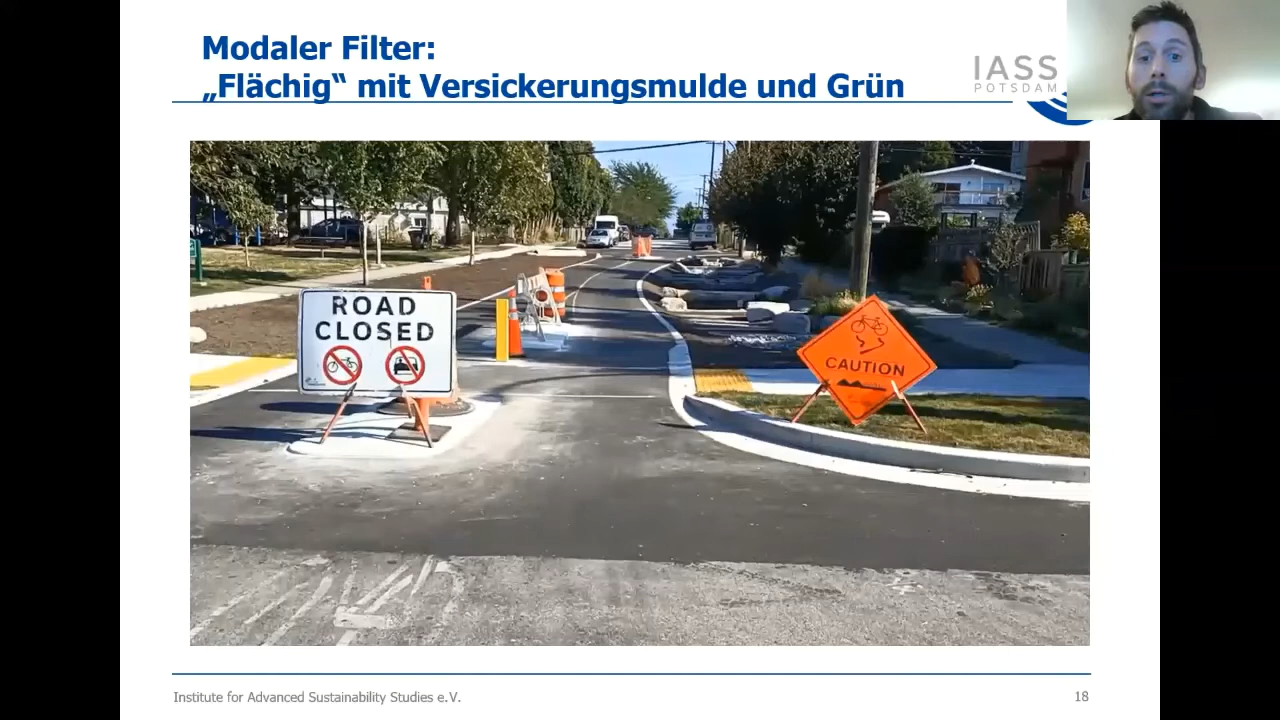 Modaler Filter:
„Flächig“ mit Versickerungsmulde und Grün
IASS
POTSDAM
ROAD
CLOSED
CAUTION
Institute for Advanced Sustainability Studies e.V.
18